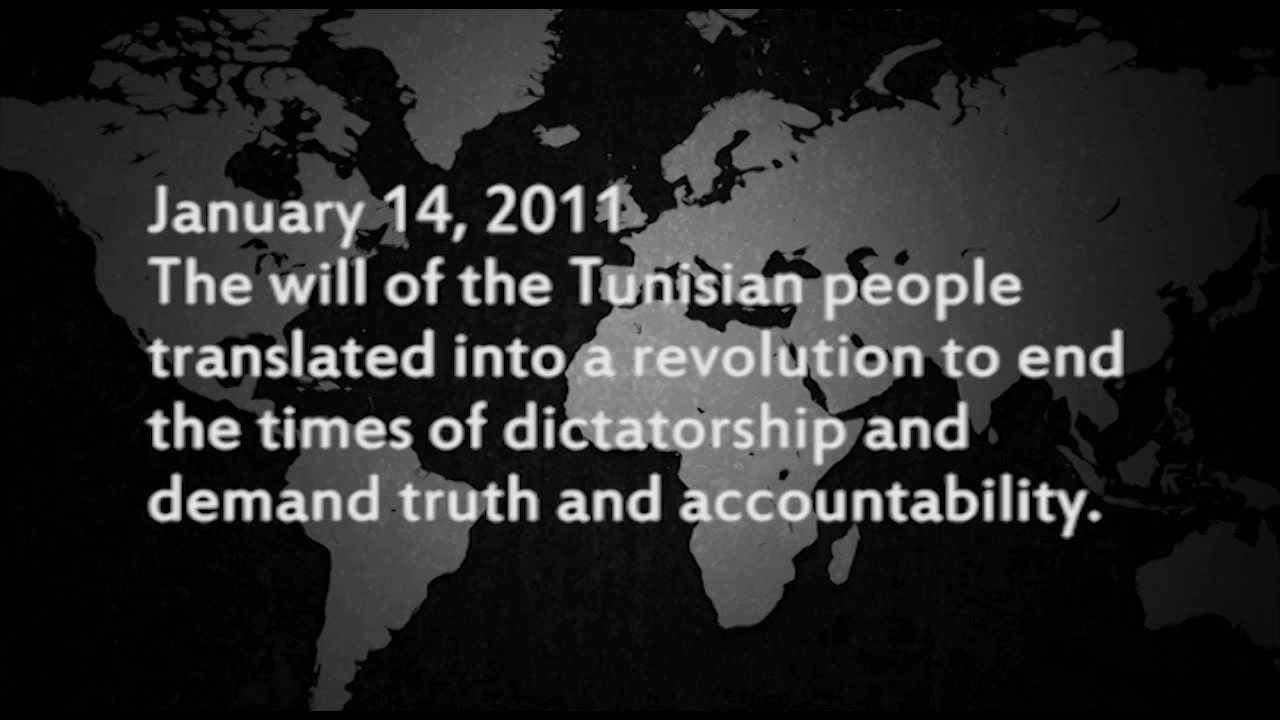 January 14, 2011
The will of the Tunisian people
translated into a revolution to end
the times of dictatorship and
demand truth and accountability.